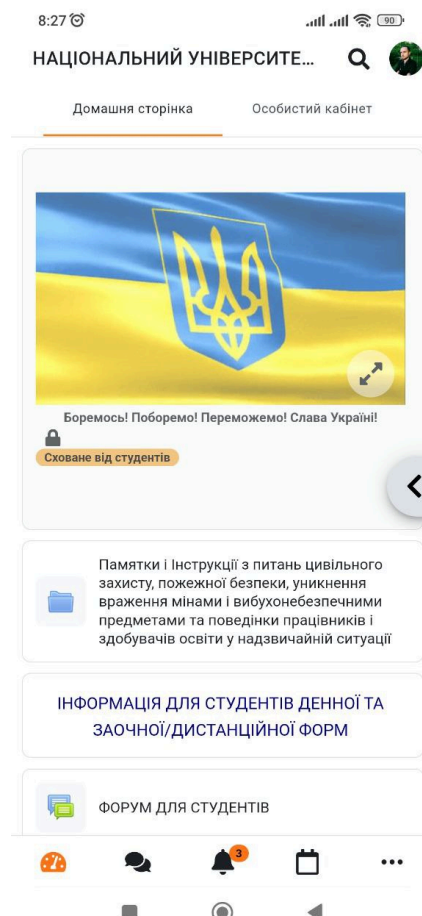 8:27
90
НАЦІОНАЛЬНИЙ УНІВЕРСИТЕ...
Домашня сторінка
Особистий кабінет
Боремось! Поборемо! Переможемо! Слава Україні!
Сховане від студентів
Памятки і Інструкції з питань цивільного
захисту, пожежної безпеки, уникнення
враження мінами і вибухонебезпечними
предметами та поведінки працівників і
здобувачів освіти у надзвичайній ситуації
ІНФОРМАЦІЯ ДЛЯ СТУДЕНТІВ ДЕННОЇ ТА
ЗАОЧНОЇ/ДИСТАНЦІЙНОЇ ФОРМ
ФОРУМ ДЛЯ СТУДЕНТІВ
3